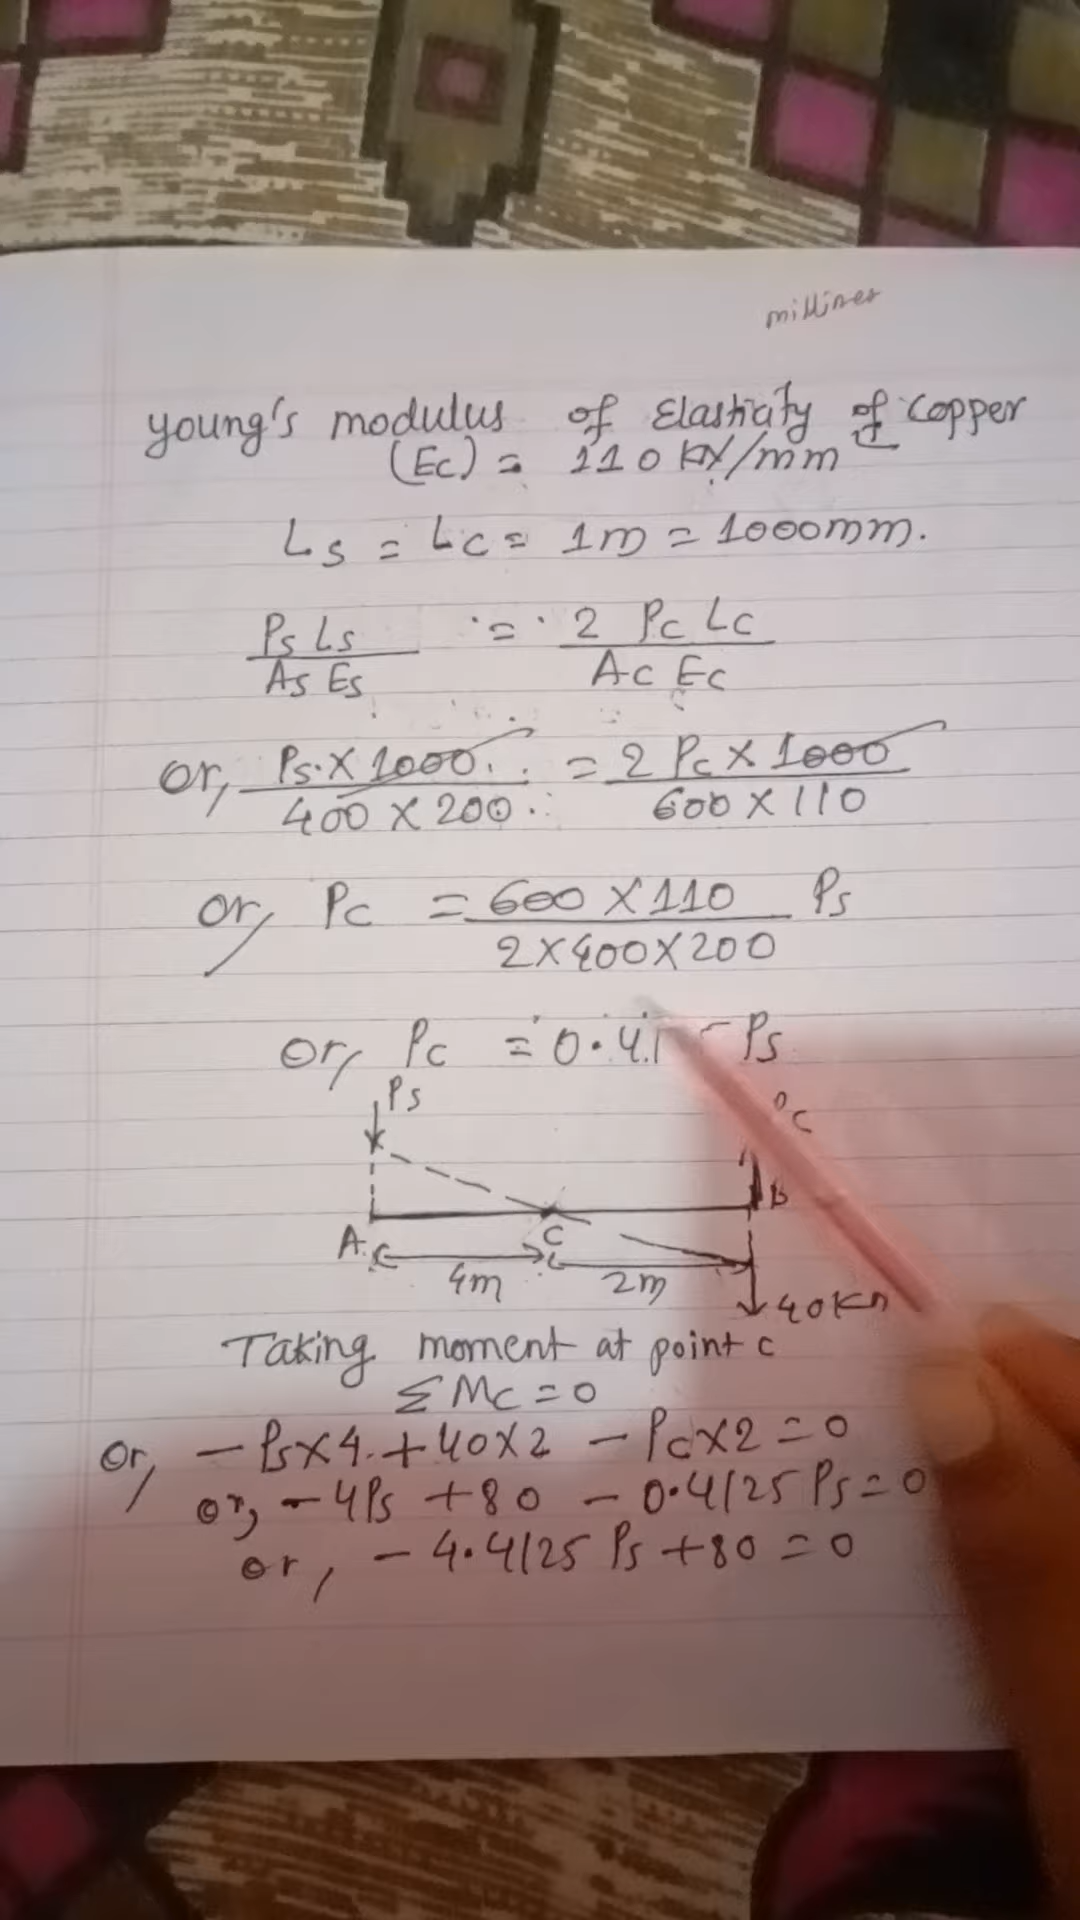 young's modulus of Elasticity of copper
(Ec) = 110 kN/mm
Ls = Lc = 1m = 1000mm.
Ps Ls / As Es = 2 Pc Lc / Ac Ec
or, Ps. X 1000 / 400 X 200 = 2 Pc X 1000 / 600 X 110
or, Pc = 600 X 110 / 2 X 400 X 200 Ps
or, Pc = 0.41 Ps
Ps
B
A C
4m 2m
40KN
Taking moment at point c
ΣMc = 0
or, - Ps X 4 + 40 X 2 - Pc X 2 = 0
or, - 4Ps + 80 - 0.4125 Ps = 0
or, - 4.4125 Ps + 80 = 0